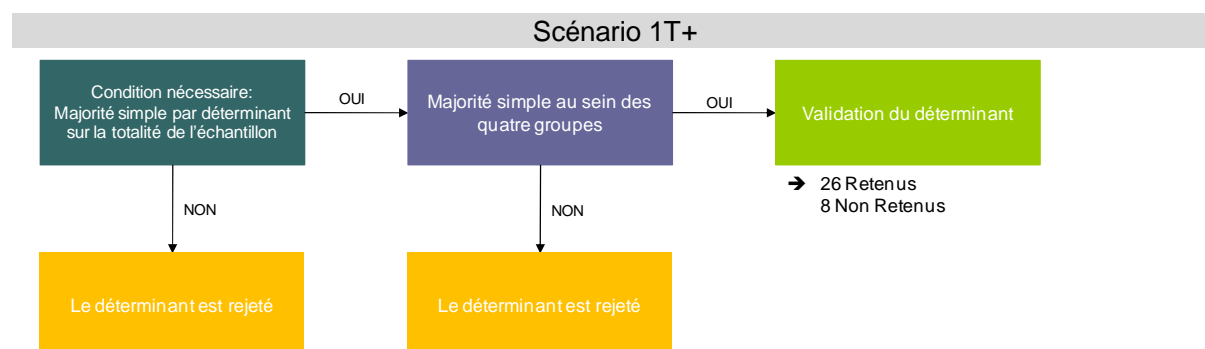 Scénario 1T+
Condition nécessaire:
Majorité simple par déterminant
sur la totalité de l'échantillon
OUI
Majorité simple au sein des
quatre groupes
OUI
Validation du déterminant
➔ 26 Retenus
8 Non Retenus
NON
NON
Le déterminant est rejeté
Le déterminant est rejeté